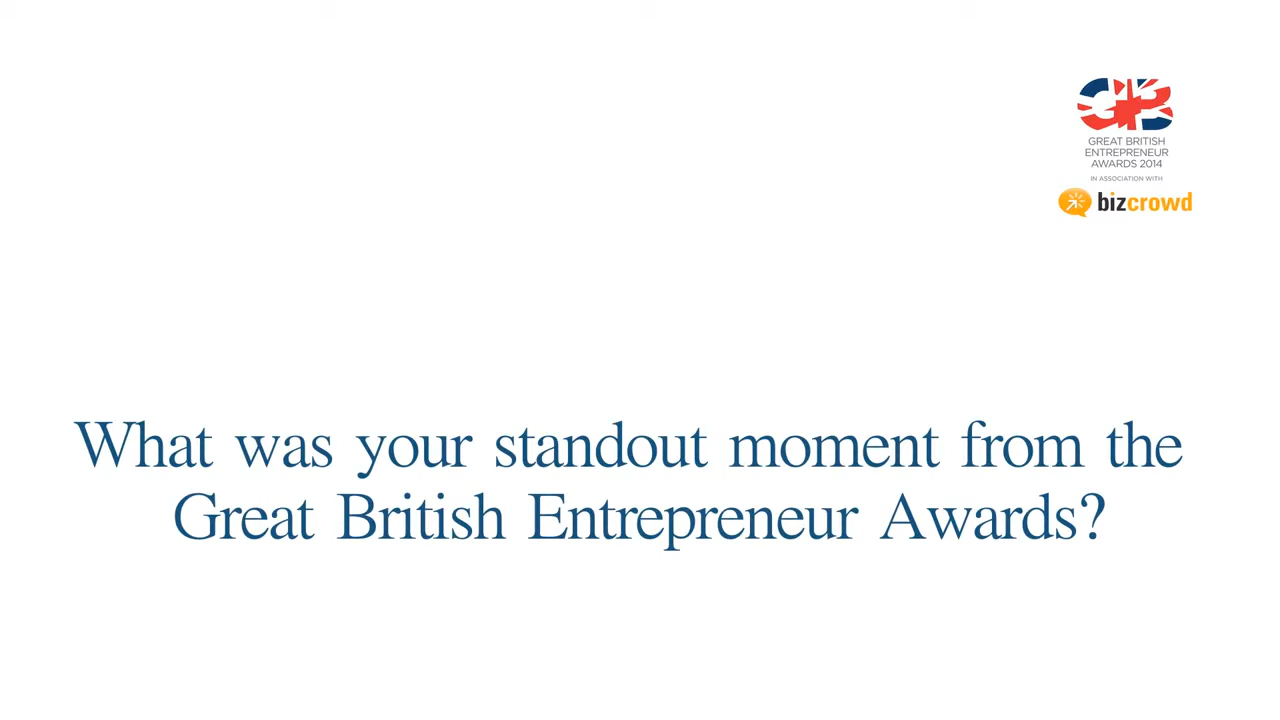 GB
GREAT BRITISH
ENTREPRENEUR
AWARDS 2014
IN ASSOCIATION WITH
bizcrowd
What was your standout moment from the
Great British Entrepreneur Awards?